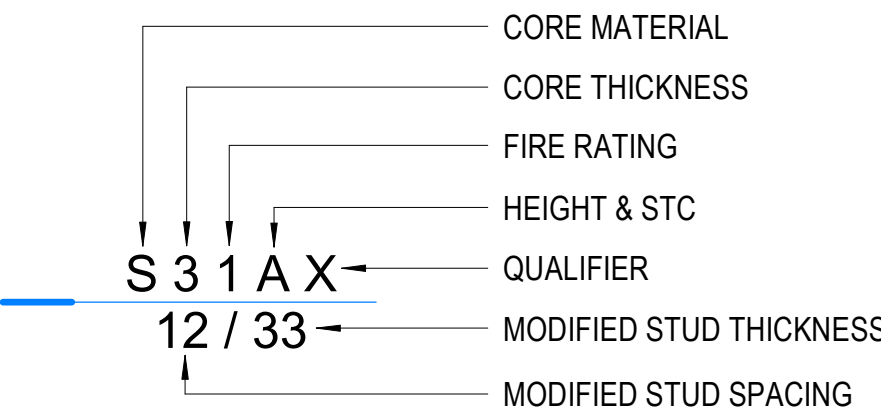 CORE MATERIAL
CORE THICKNESS
FIRE RATING
HEIGHT & STC
S 3 1 A X
QUALIFIER
12 / 33
MODIFIED STUD THICKNESS
MODIFIED STUD SPACING